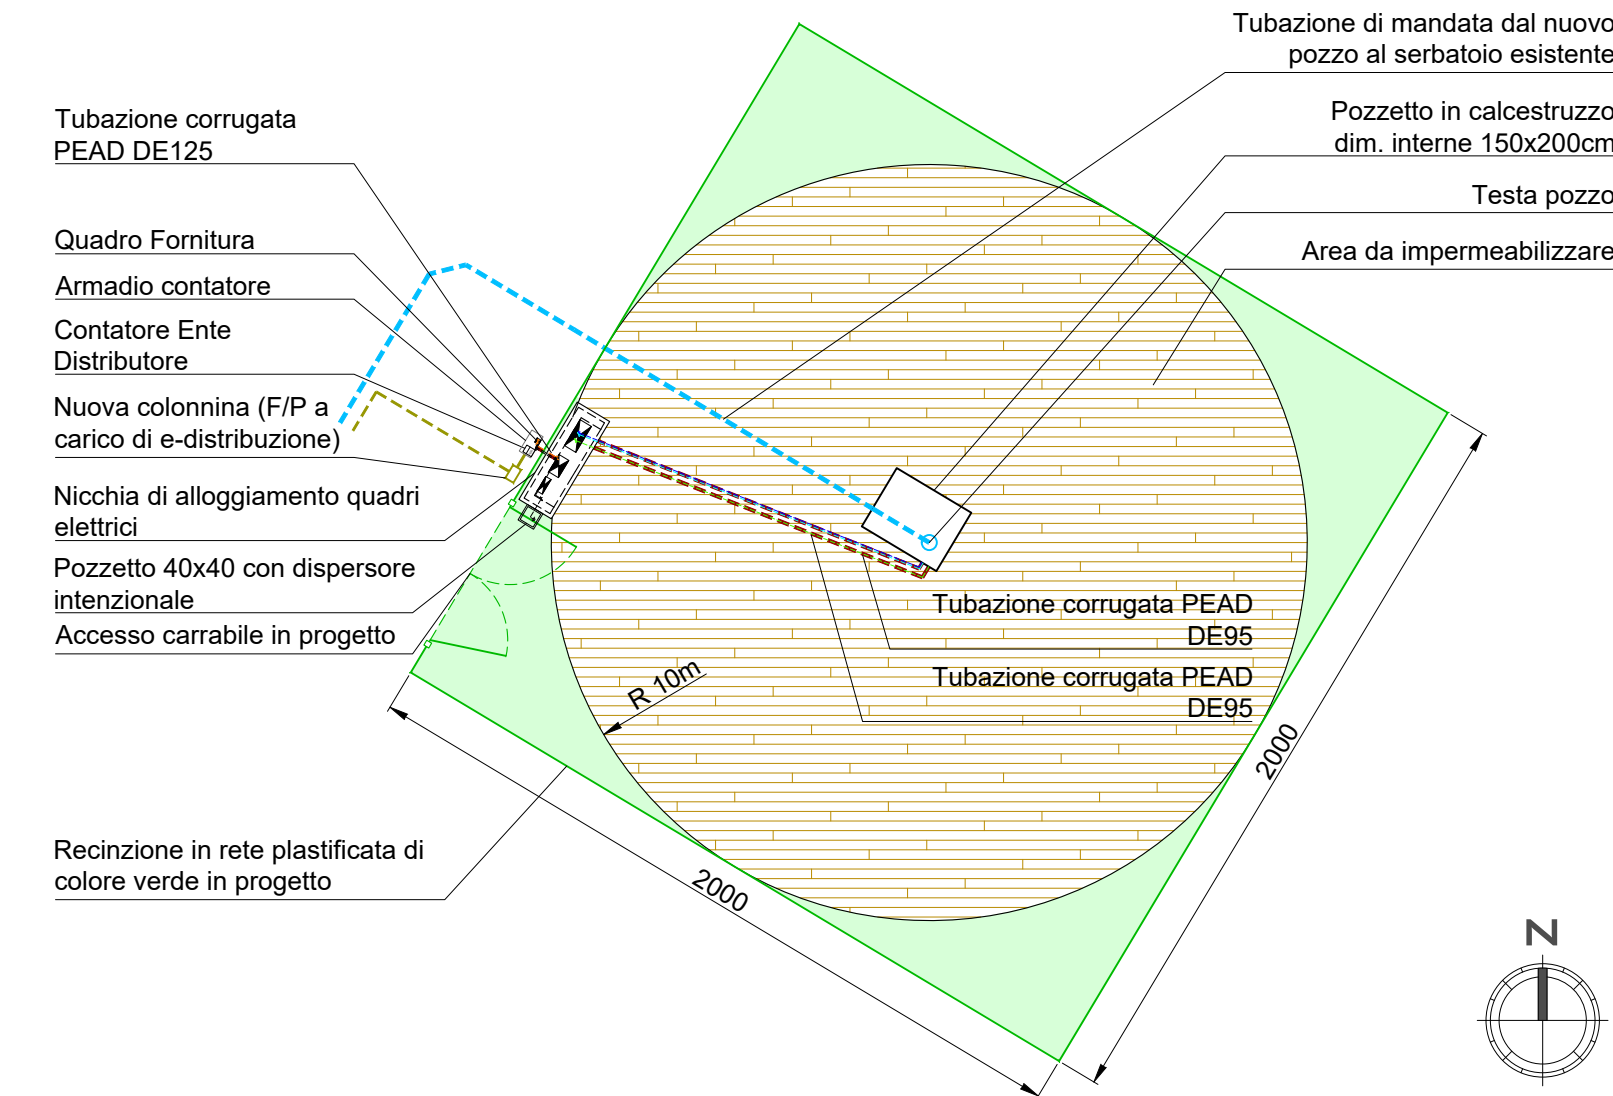 Tubazione di mandata dal nuovo
pozzo al serbatoio esistente
Pozzetto in calcestruzzo
dim. interne 150x200cm
Testa pozzo
Area da impermeabilizzare
Tubazione corrugata
PEAD DE125
Quadro Fornitura
Armadio contatore
Contatore Ente
Distributore
Nuova colonnina (F/P a
carico di e-distribuzione)
Nicchia di alloggiamento quadri
elettrici
Pozzetto 40x40 con dispersore
intenzionale
Accesso carrabile in progetto
Recinzione in rete plastificata di
colore verde in progetto
Tubazione corrugata PEAD
DE95
Tubazione corrugata PEAD
DE95
R 10m
2000
2000
N